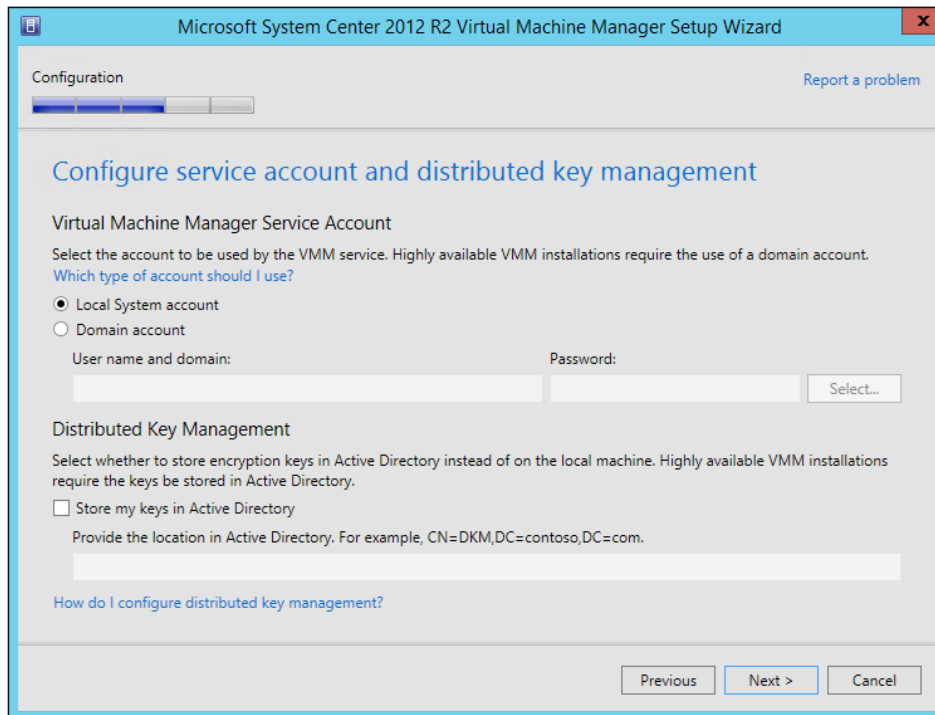 Microsoft System Center 2012 R2 Virtual Machine Manager Setup Wizard
x
Configuration
Report a problem
Configure service account and distributed key management
Virtual Machine Manager Service Account
Select the account to be used by the VMM service. Highly available VMM installations require the use of a domain account.
Which type of account should I use?
Local System account
Domain account
User name and domain:
Password:
Select...
Distributed Key Management
Select whether to store encryption keys in Active Directory instead of on the local machine. Highly available VMM installations
require the keys be stored in Active Directory.
Store my keys in Active Directory
Provide the location in Active Directory. For example, CN=DKM,DC=contoso,DC=com.
How do I configure distributed key management?
Previous
Next >
Cancel